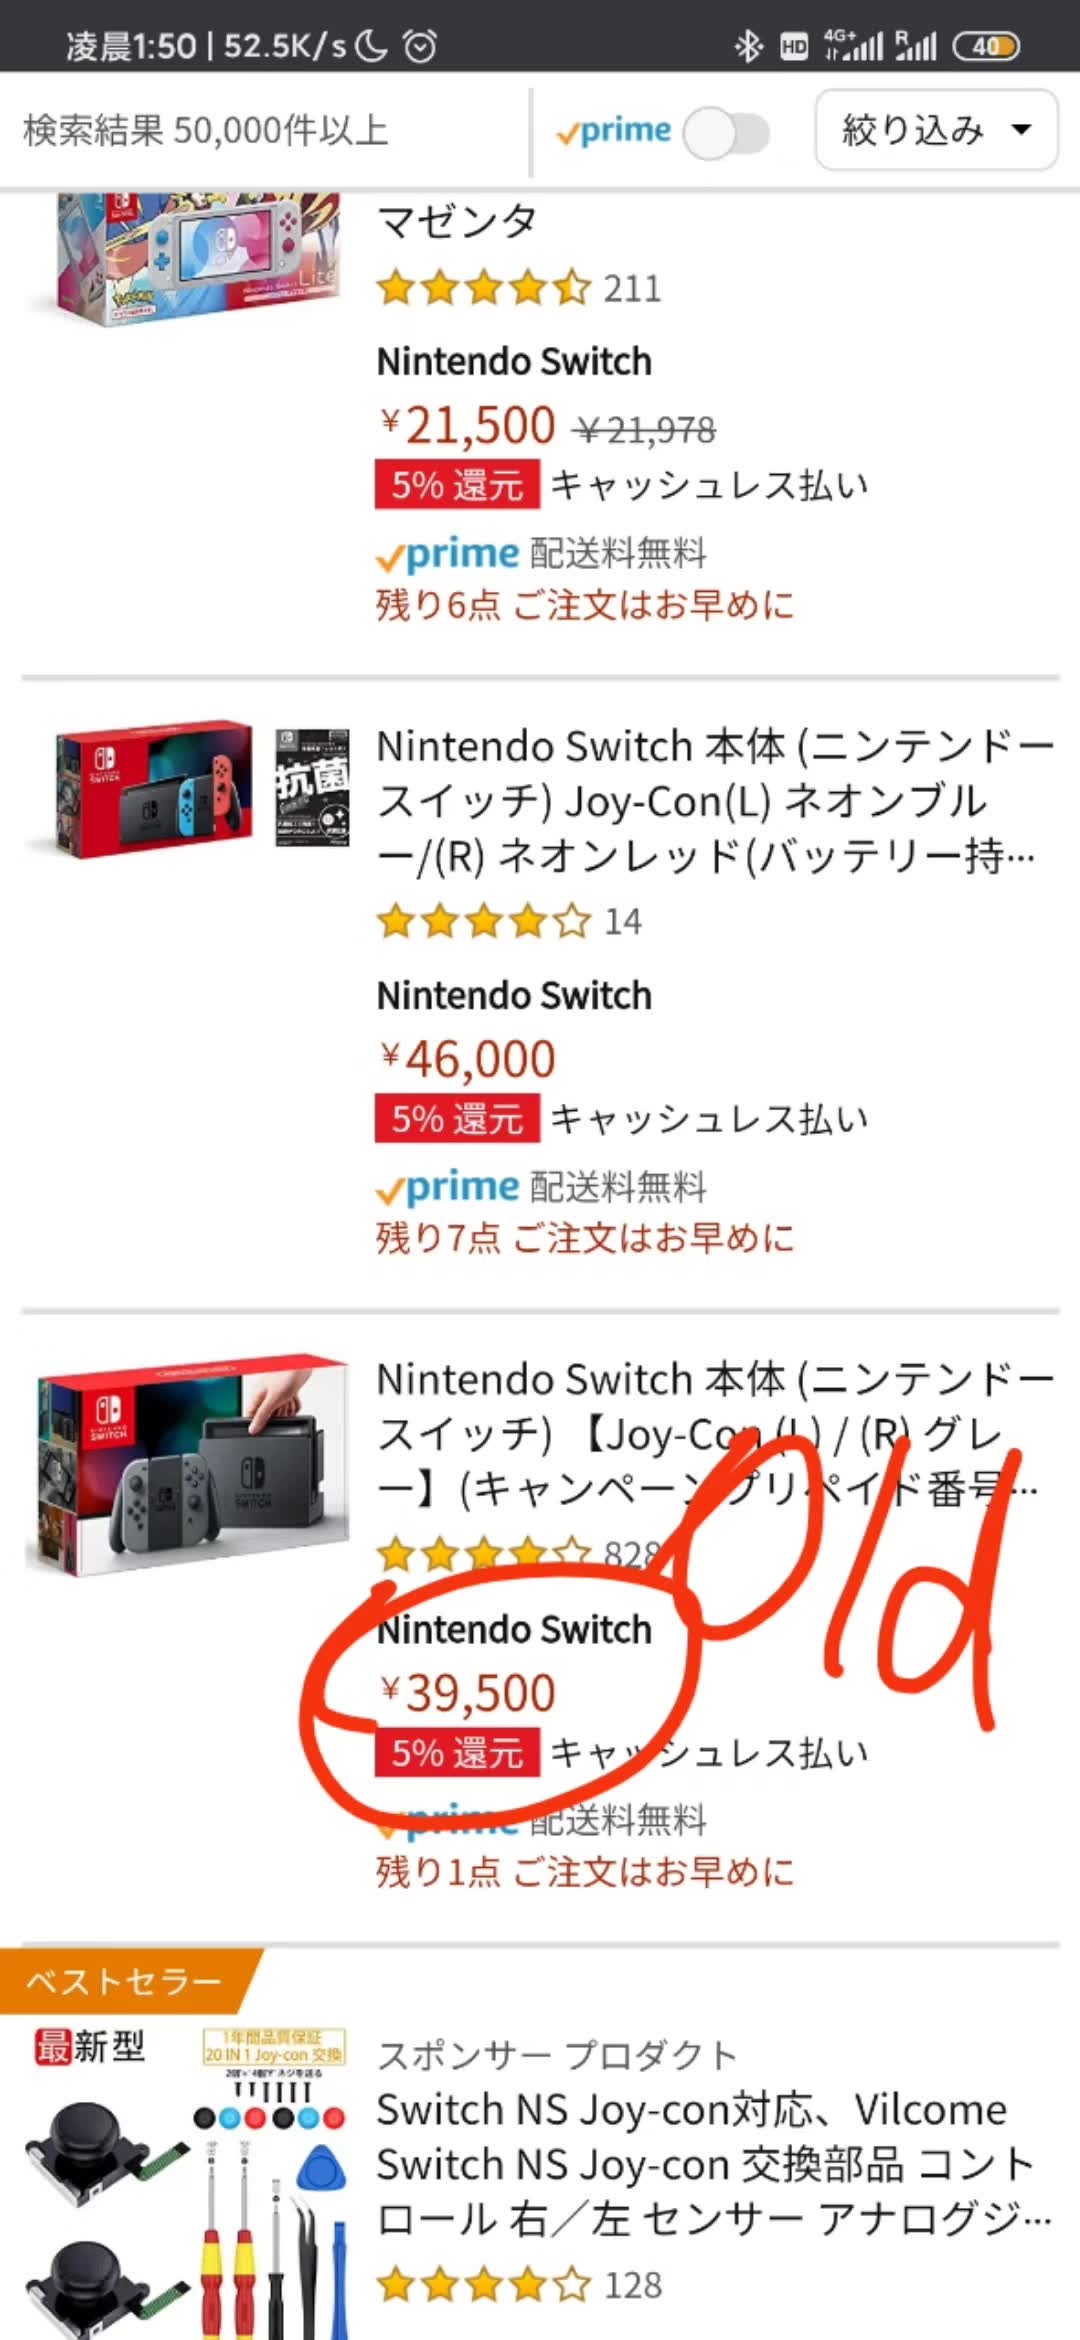 凌晨1:50 | 52.5K/s
HD 4G+ R 40
検索結果 50,000件以上
prime
絞り込み
マゼンタ
211
Nintendo Switch
¥21,500 ¥21,978
5% 還元 キャッシュレス払い
prime 配送料無料
残り6点 ご注文はお早めに
抗菌
Nintendo Switch 本体 (ニンテンドー
スイッチ) Joy-Con(L) ネオンブル
ー/(R) ネオンレッド(バッテリー持…
14
Nintendo Switch
¥46,000
5% 還元 キャッシュレス払い
prime 配送料無料
残り7点 ご注文はお早めに
NINTENDO
SWITCH
Nintendo Switch 本体 (ニンテンドー
スイッチ) 【Joy-Con (L) / (R) グレ
ー】(キャンペーンプリペイド番号…
828
Old
Nintendo Switch
¥39,500
5% 還元 キャッシュレス払い
prime 配送料無料
残り1点 ご注文はお早めに
ベストセラー
最新型
1年間品質保証
20 IN 1 Joy-con 交換
スポンサー プロダクト
Switch NS Joy-con対応、Vilcome
Switch NS Joy-con 交換部品 コント
ロール 右／左 センサー アナログジ…
128